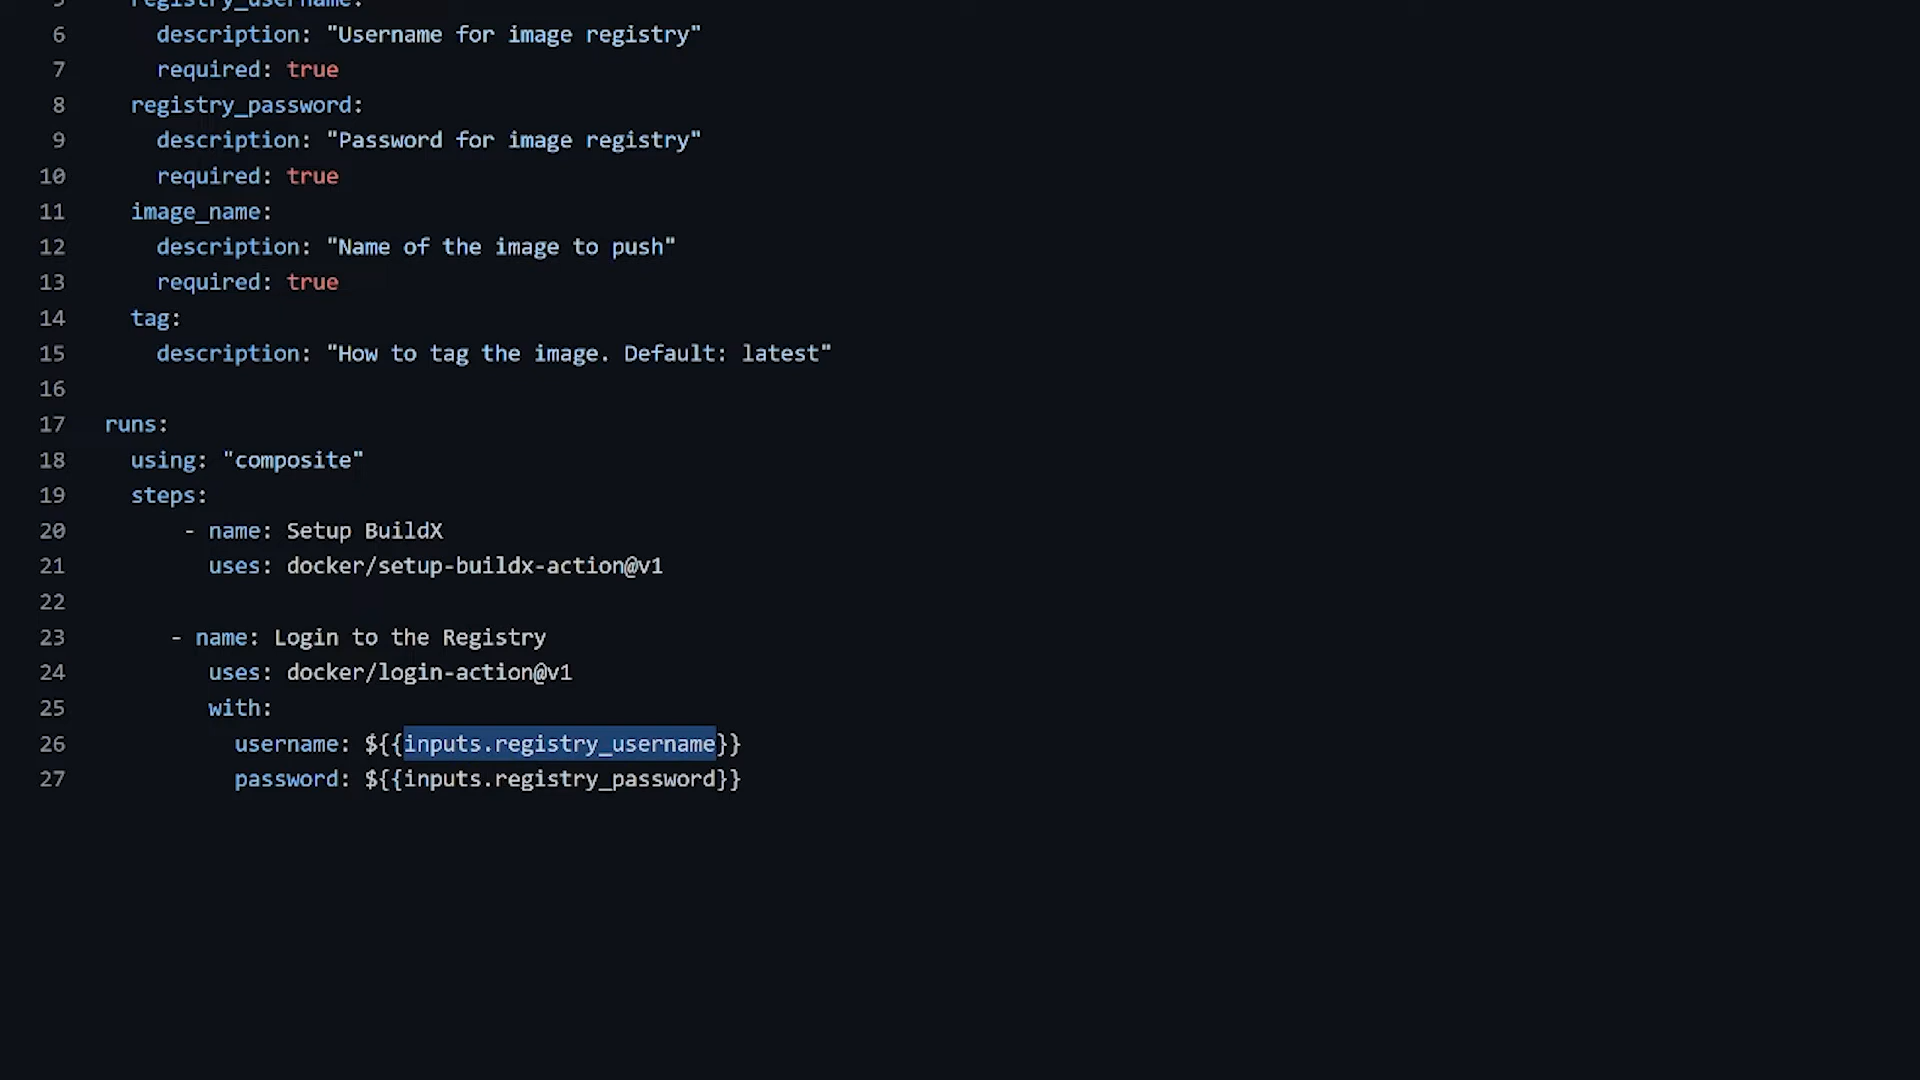 5 registry_username:
6 description: "Username for image registry"
7 required: true
8 registry_password:
9 description: "Password for image registry"
10 required: true
11 image_name:
12 description: "Name of the image to push"
13 required: true
14 tag:
15 description: "How to tag the image. Default: latest"
16
17 runs:
18 using: "composite"
19 steps:
20 - name: Setup BuildX
21 uses: docker/setup-buildx-action@v1
22
23 - name: Login to the Registry
24 uses: docker/login-action@v1
25 with:
26 username: ${{inputs.registry_username}}
27 password: ${{inputs.registry_password}}